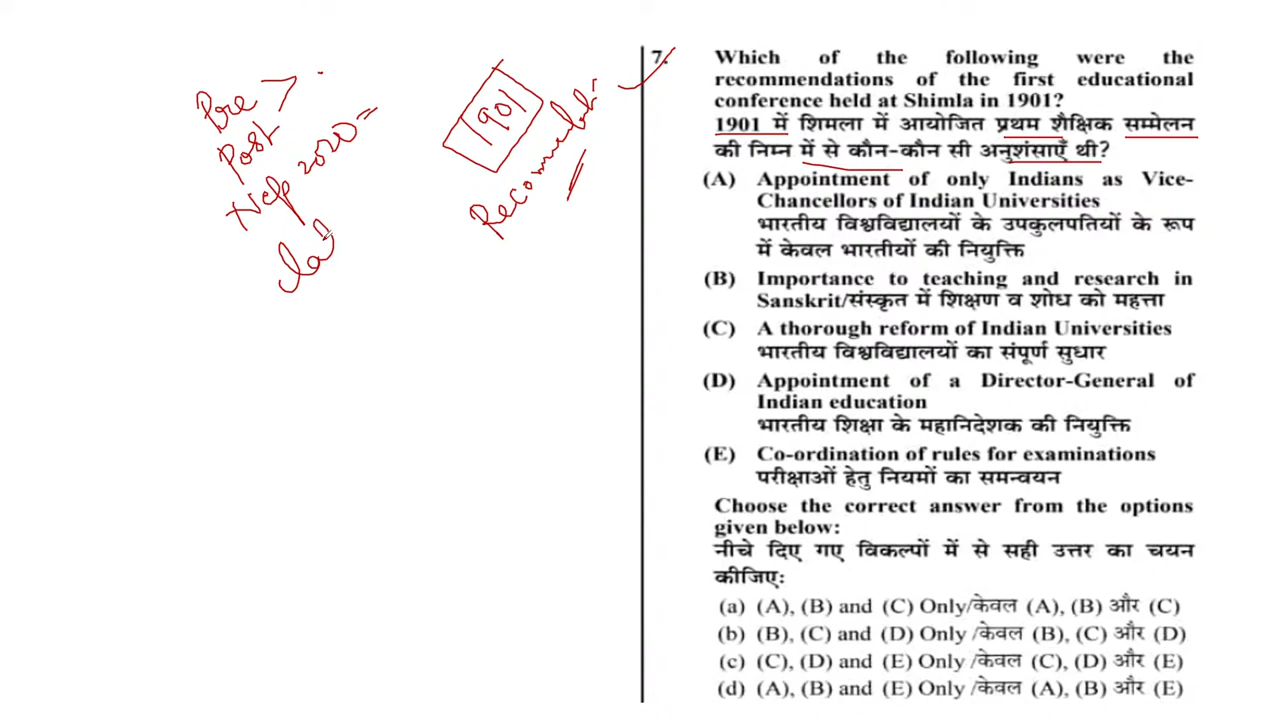 Pre
Post
Nep 2020 =
1901
7. Which of the following were the
recommendations of the first educational
conference held at Shimla in 1901?
1901 में शिमला में आयोजित प्रथम शैक्षिक सम्मेलन
की निम्न में से कौन-कौन सी अनुशंसाएँ थी?
(A) Appointment of only Indians as Vice-
Chancellors of Indian Universities
भारतीय विश्वविद्यालयों के उपकुलपतियों के रूप
में केवल भारतीयों की नियुक्ति
(B) Importance to teaching and research in
Sanskrit/संस्कृत में शिक्षण व शोध को महत्ता
(C) A thorough reform of Indian Universities
भारतीय विश्वविद्यालयों का संपूर्ण सुधार
(D) Appointment of a Director-General of
Indian education
भारतीय शिक्षा के महानिदेशक की नियुक्ति
(E) Co-ordination of rules for examinations
परीक्षाओं हेतु नियमों का समन्वयन
Choose the correct answer from the options
given below:
नीचे दिए गए विकल्पों में से सही उत्तर का चयन
कीजिए:
(a) (A), (B) and (C) Only/केवल (A), (B) और (C)
(b) (B), (C) and (D) Only /केवल (B), (C) और (D)
(c) (C), (D) and (E) Only/केवल (C), (D) और (E)
(d) (A), (B) and (E) Only /केवल (A), (B) और (E)